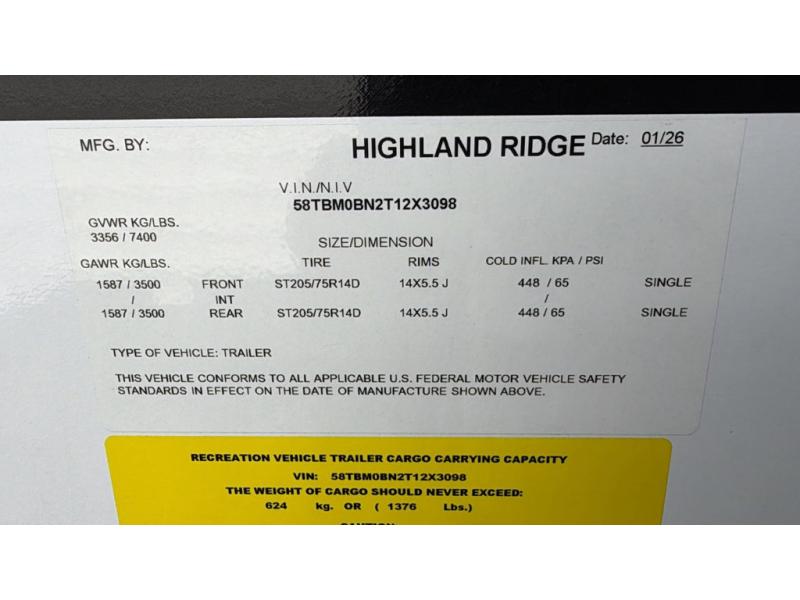 MFG. BY: HIGHLAND RIDGE Date: 01/26
V.I.N./N.I.V
58TBM0BN2T12X3098
GVWR KG/LBS.
3356 / 7400
SIZE/DIMENSION
GAWR KG/LBS. TIRE RIMS COLD INFL. KPA / PSI
1587 / 3500 FRONT ST205/75R14D 14X5.5 J 448 / 65 SINGLE
/ INT /
1587 / 3500 REAR ST205/75R14D 14X5.5 J 448 / 65 SINGLE
TYPE OF VEHICLE: TRAILER
THIS VEHICLE CONFORMS TO ALL APPLICABLE U.S. FEDERAL MOTOR VEHICLE SAFETY
STANDARDS IN EFFECT ON THE DATE OF MANUFACTURE SHOWN ABOVE.
RECREATION VEHICLE TRAILER CARGO CARRYING CAPACITY
VIN: 58TBM0BN2T12X3098
THE WEIGHT OF CARGO SHOULD NEVER EXCEED:
624 kg. OR ( 1376 Lbs.)